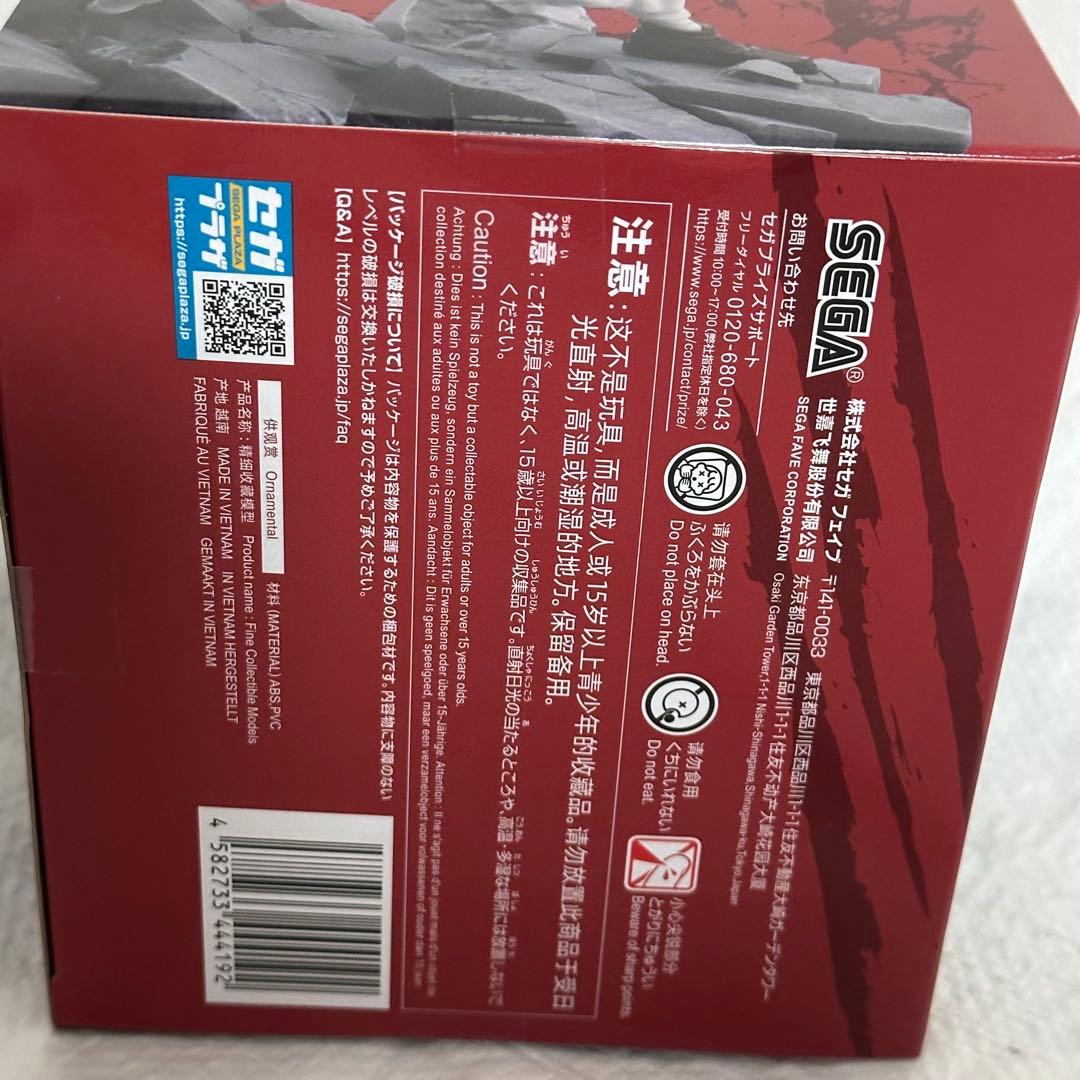 SEGA®
株式会社セガ フェイブ 〒141-0033 東京都品川区西品川1-1-1住友不動産大崎ガーデンタワー
世嘉飞舞股份有限公司 东京都品川区西品川1-1-1住友不动产大崎花园大厦
SEGA FAVE CORPORATION Osaki Garden Tower,1-1-1 Nishi-Shinagawa,Shinagawa-ku,Tokyo,Japan
お問い合わせ先
セガプライズサポート
フリーダイヤル 0120-680-043
受付時間 10:00~17:00(弊社指定休日を除く)
https://www.sega.jp/contact/prize/
请勿套在头上
ふくろをかぶらない
Do not place on head.
请勿食用
くちにいれない
Do not eat.
小心尖锐部分
とがりにちゅうい
Beware of sharp points.
注意:这不是玩具,而是成人或15岁以上青少年的收藏品。请勿放置此商品于受日
光直射,高温或潮湿的地方。保留备用。
注意:これは玩具ではなく、15歳以上向けの収集品です。直射日光の当たるところや、高温・多湿な場所には放置しないで
ください。
Caution : This is not a toy but a collectable object for adults or over 15 years olds.
Achtung : Dies ist kein Spielzeug, sondern ein Sammelobjekt für Erwachsene oder über 15-Jährige. Attention : Il ne s'agit pas d'un jouet mais d'un objet de
collection destiné aux adultes ou aux plus de 15 ans. Aandacht : Dit is geen speelgoed, maar een verzamelobject voor volwassenen of ouder dan 15 jaar.
【パッケージ破損について】パッケージは内容物を保護するための梱包材です。内容物に支障のない
レベルの破損は交換いたしかねますので予めご了承ください。
【Q&A】https://segaplaza.jp/faq
セガ
SEGA PLAZA
プラザ
https://segaplaza.jp
供观赏 Ornamental
材料 (MATERIAL) ABS,PVC
产品名称:精细收藏模型 Product name : Fine Collectible Models
产地 越南 MADE IN VIETNAM IN VIETNAM HERGESTELLT
FABRIQUÉ AU VIETNAM GEMAAKT IN VIETNAM
4 582733 444192